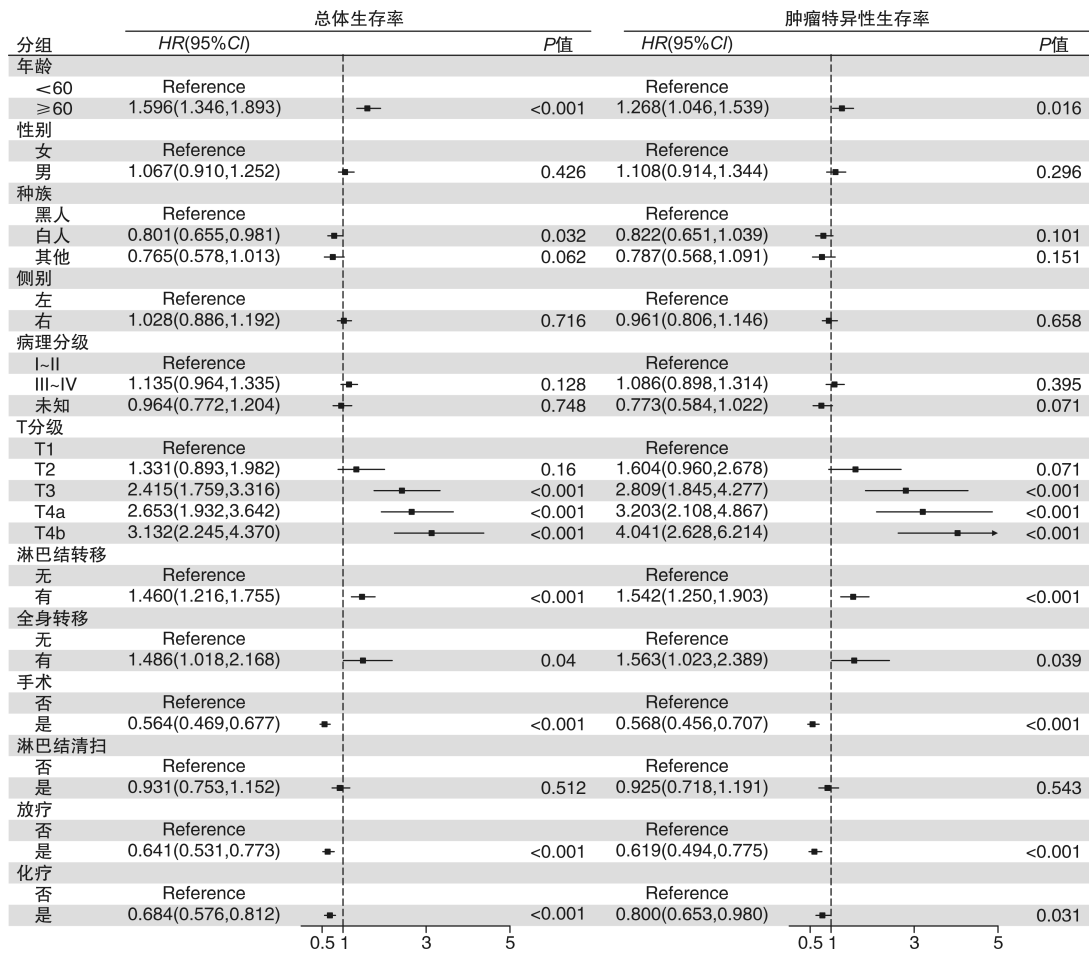 总体生存率 肿瘤特异性生存率
分组 HR(95%CI) P值 HR(95%CI) P值
年龄
<60 Reference Reference
≥60 1.596(1.346,1.893) <0.001 1.268(1.046,1.539) 0.016
性别
女 Reference Reference
男 1.067(0.910,1.252) 0.426 1.108(0.914,1.344) 0.296
种族
黑人 Reference Reference
白人 0.801(0.655,0.981) 0.032 0.822(0.651,1.039) 0.101
其他 0.765(0.578,1.013) 0.062 0.787(0.568,1.091) 0.151
侧别
左 Reference Reference
右 1.028(0.886,1.192) 0.716 0.961(0.806,1.146) 0.658
病理分级
I~II Reference Reference
III~IV 1.135(0.964,1.335) 0.128 1.086(0.898,1.314) 0.395
未知 0.964(0.772,1.204) 0.748 0.773(0.584,1.022) 0.071
T分级
T1 Reference Reference
T2 1.331(0.893,1.982) 0.16 1.604(0.960,2.678) 0.071
T3 2.415(1.759,3.316) <0.001 2.809(1.845,4.277) <0.001
T4a 2.653(1.932,3.642) <0.001 3.203(2.108,4.867) <0.001
T4b 3.132(2.245,4.370) <0.001 4.041(2.628,6.214) <0.001
淋巴结转移
无 Reference Reference
有 1.460(1.216,1.755) <0.001 1.542(1.250,1.903) <0.001
全身转移
无 Reference Reference
有 1.486(1.018,2.168) 0.04 1.563(1.023,2.389) 0.039
手术
否 Reference Reference
是 0.564(0.469,0.677) <0.001 0.568(0.456,0.707) <0.001
淋巴结清扫
否 Reference Reference
是 0.931(0.753,1.152) 0.512 0.925(0.718,1.191) 0.543
放疗
否 Reference Reference
是 0.641(0.531,0.773) <0.001 0.619(0.494,0.775) <0.001
化疗
否 Reference Reference
是 0.684(0.576,0.812) <0.001 0.800(0.653,0.980) 0.031
0.5 1 3 5 0.5 1 3 5